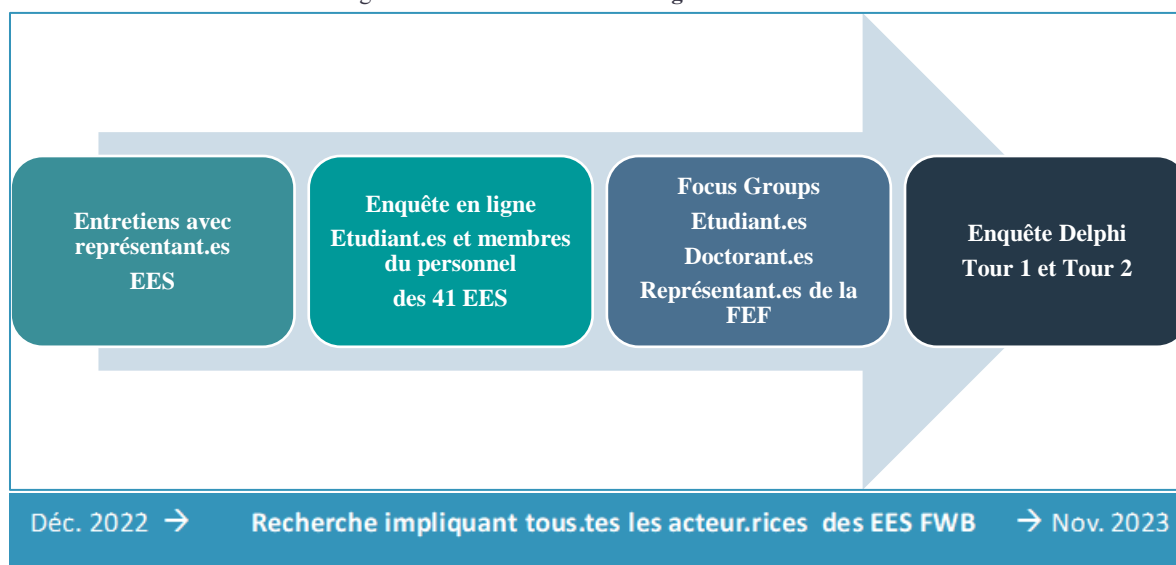 Entretiens avec
représentant.es
EES
Enquête en ligne
Etudiant.es et membres
du personnel
des 41 EES
Focus Groups
Etudiant.es
Doctorant.es
Représentant.es de la
FEF
Enquête Delphi
Tour 1 et Tour 2
Déc. 2022 → Recherche impliquant tous.tes les acteur.rices des EES FWB → Nov. 2023